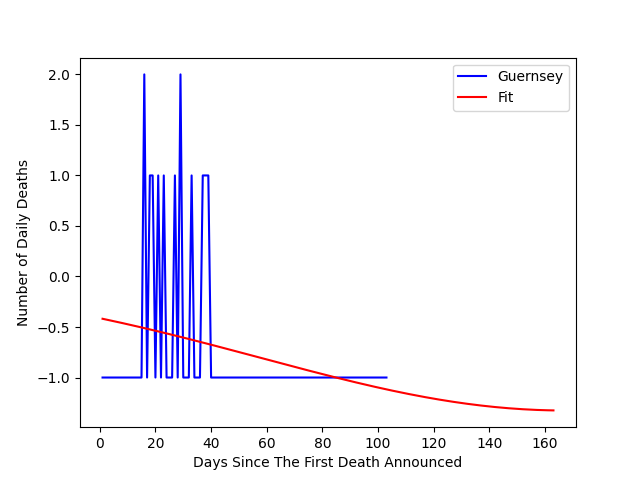 Guernsey
Fit
Number of Daily Deaths
2.0
1.5
1.0
0.5
0.0
−0.5
−1.0
0 20 40 60 80 100 120 140 160
Days Since The First Death Announced